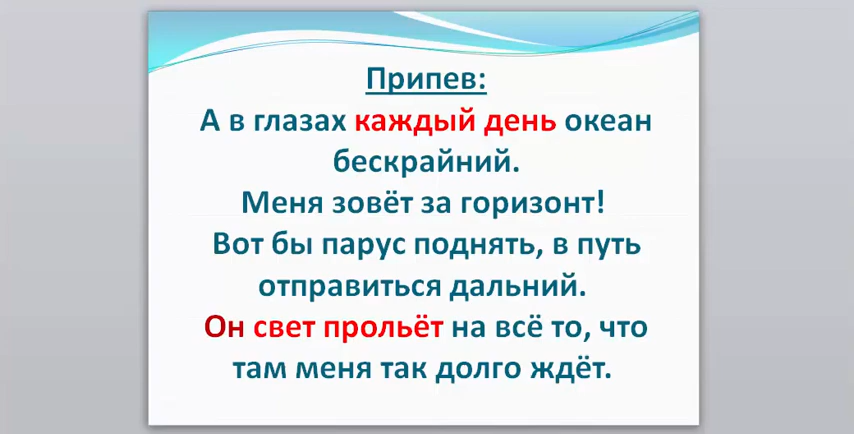 Припев:
А в глазах каждый день океан
бескрайний.
Меня зовёт за горизонт!
Вот бы парус поднять, в путь
отправиться дальний.
Он свет прольёт на всё то, что
там меня так долго ждёт.